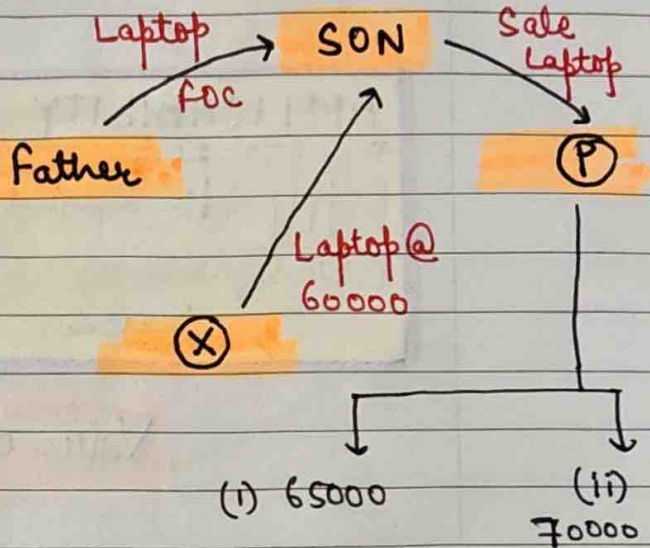 Laptop
SON
Sale
Laptop
FOC
Father
P
Laptop @
60000
X
(i) 65000
(ii)
70000